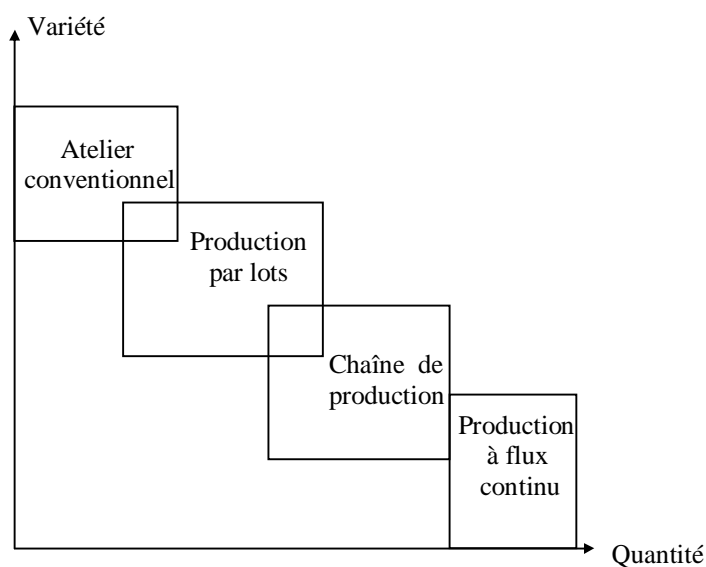 Variété
Atelier
conventionnel
Production
par lots
Chaîne de
production
Production
à flux
continu
Quantité